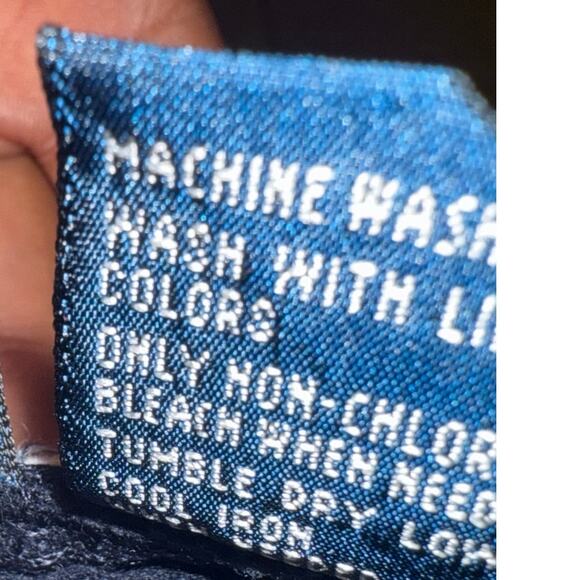 MACHINE WASH
WASH WITH LI
COLORS
ONLY NON-CHLOR
BLEACH WHEN NEED
TUMBLE DRY LOW
COOL IRON